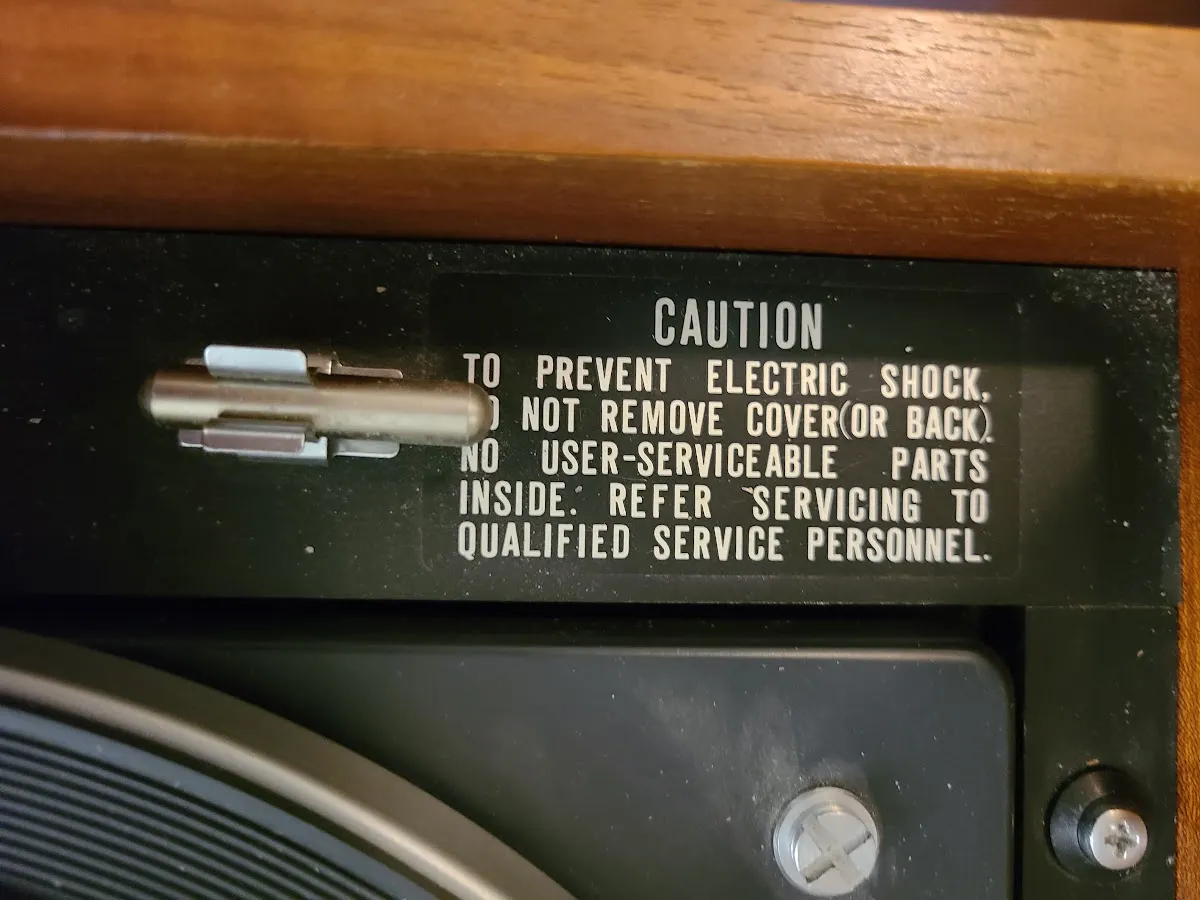 CAUTION
TO PREVENT ELECTRIC SHOCK,
DO NOT REMOVE COVER(OR BACK).
NO USER-SERVICEABLE PARTS
INSIDE. REFER SERVICING TO
QUALIFIED SERVICE PERSONNEL.